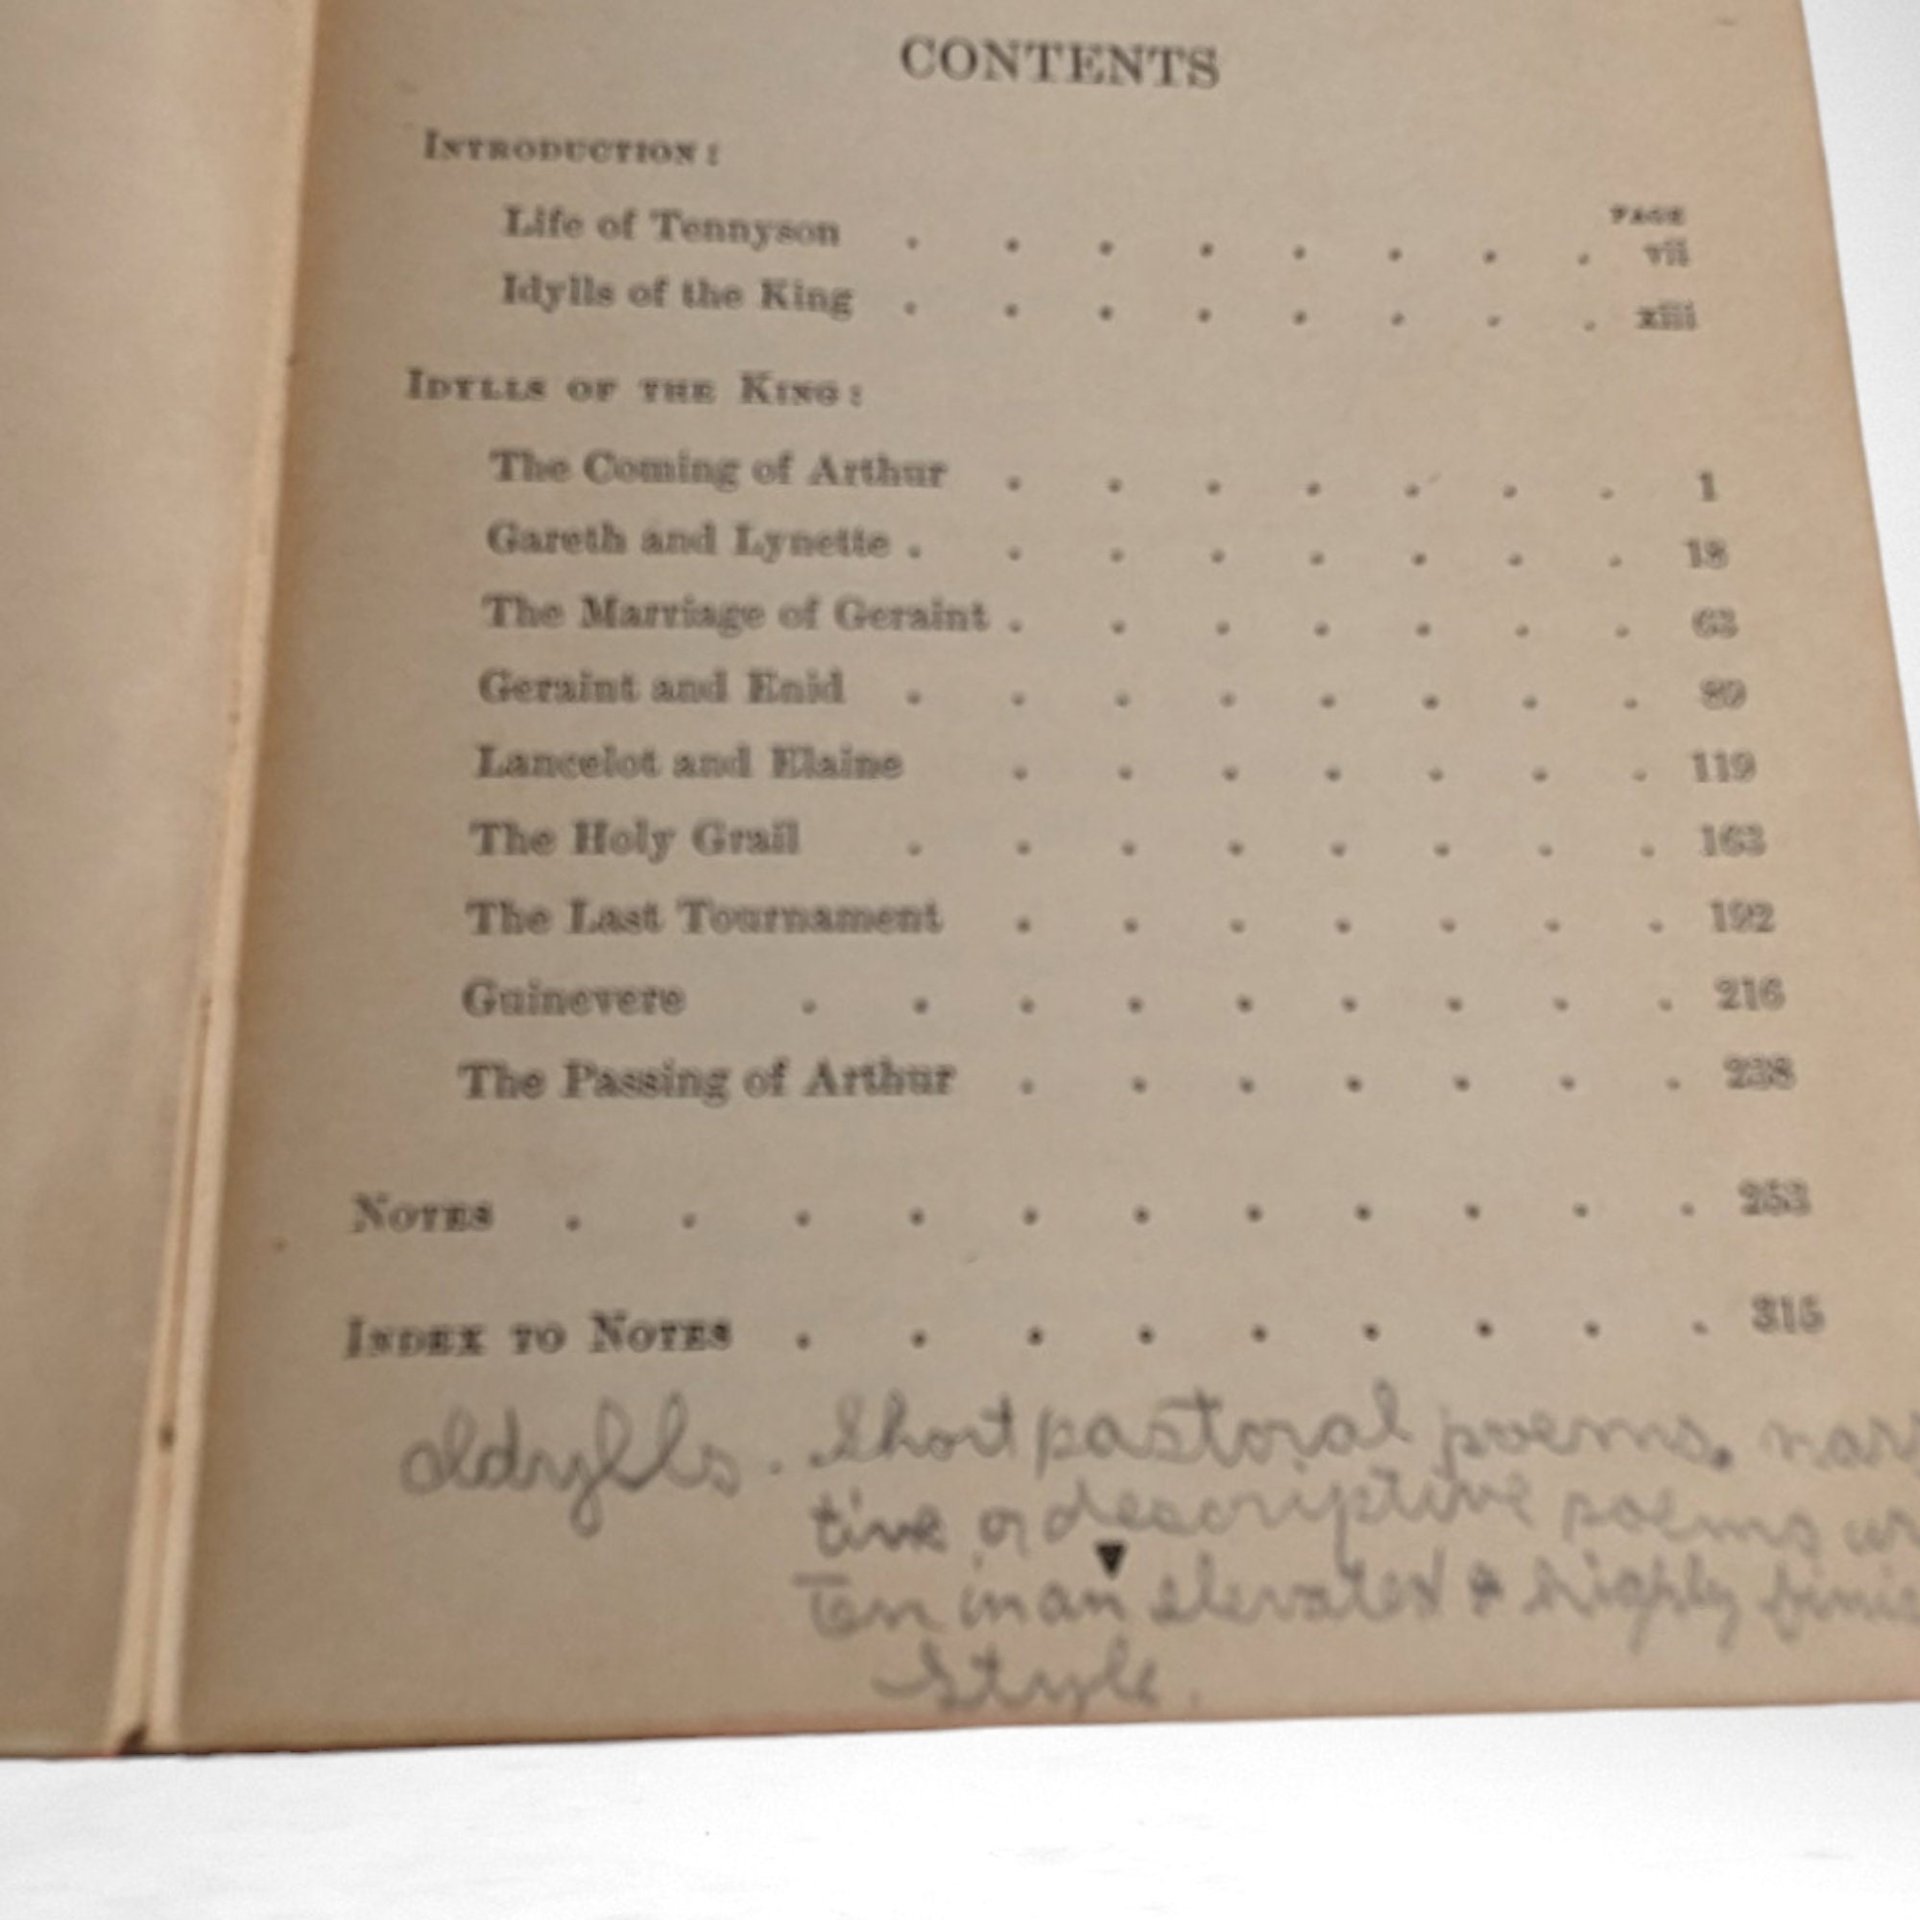 CONTENTS
INTRODUCTION:
PAGE
Life of Tennyson . . . . . . . . vii
Idylls of the King . . . . . . . . xiii
IDYLLS OF THE KING:
The Coming of Arthur . . . . . . . 1
Gareth and Lynette . . . . . . . . 18
The Marriage of Geraint . . . . . . . 63
Geraint and Enid . . . . . . . . 89
Lancelot and Elaine . . . . . . . 119
The Holy Grail . . . . . . . . 163
The Last Tournament . . . . . . . 192
Guinevere . . . . . . . . . 216
The Passing of Arthur . . . . . . . 238
NOTES . . . . . . . . . . . 253
INDEX TO NOTES . . . . . . . . . 315
Idylls. Short pastoral poems. narr
tive or descriptive poems wr
ten in an elevated & highly finis
style.